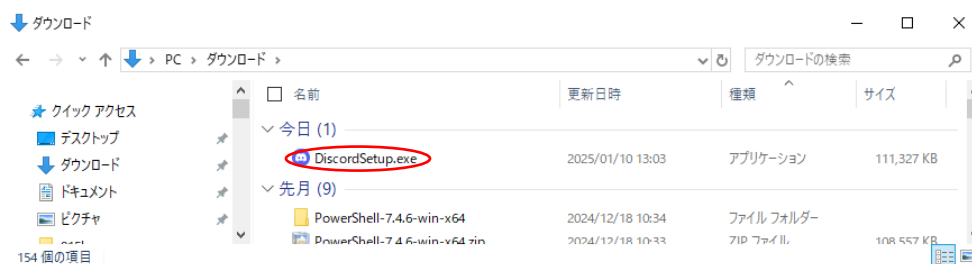 ダウンロード
PC ダウンロード
ダウンロードの検索
名前 更新日時 種類 サイズ
クイック アクセス
デスクトップ
ダウンロード
ドキュメント
ピクチャ
今日 (1)
DiscordSetup.exe 2025/01/10 13:03 アプリケーション 111,327 KB
先月 (9)
PowerShell-7.4.6-win-x64 2024/12/18 10:34 ファイル フォルダー
PowerShell-7.4.6-win-x64.zip 2024/12/18 10:33 ZIP ファイル 108,557 KB
154 個の項目